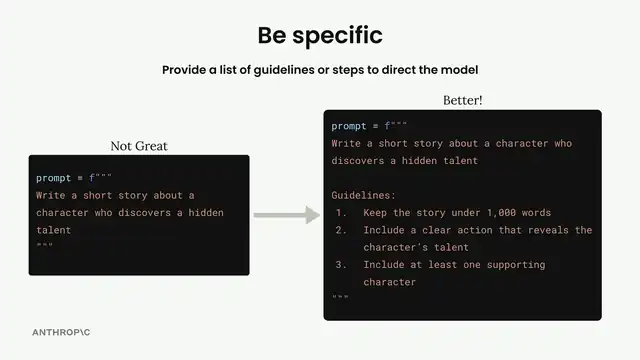 Be specific
Provide a list of guidelines or steps to direct the model
Not Great
prompt = f"""
Write a short story about a
character who discovers a hidden
talent
"""
Better!
prompt = f"""
Write a short story about a character who
discovers a hidden talent
Guidelines:
1. Keep the story under 1,000 words
2. Include a clear action that reveals the
character's talent
3. Include at least one supporting
character
"""
ANTHROP\C